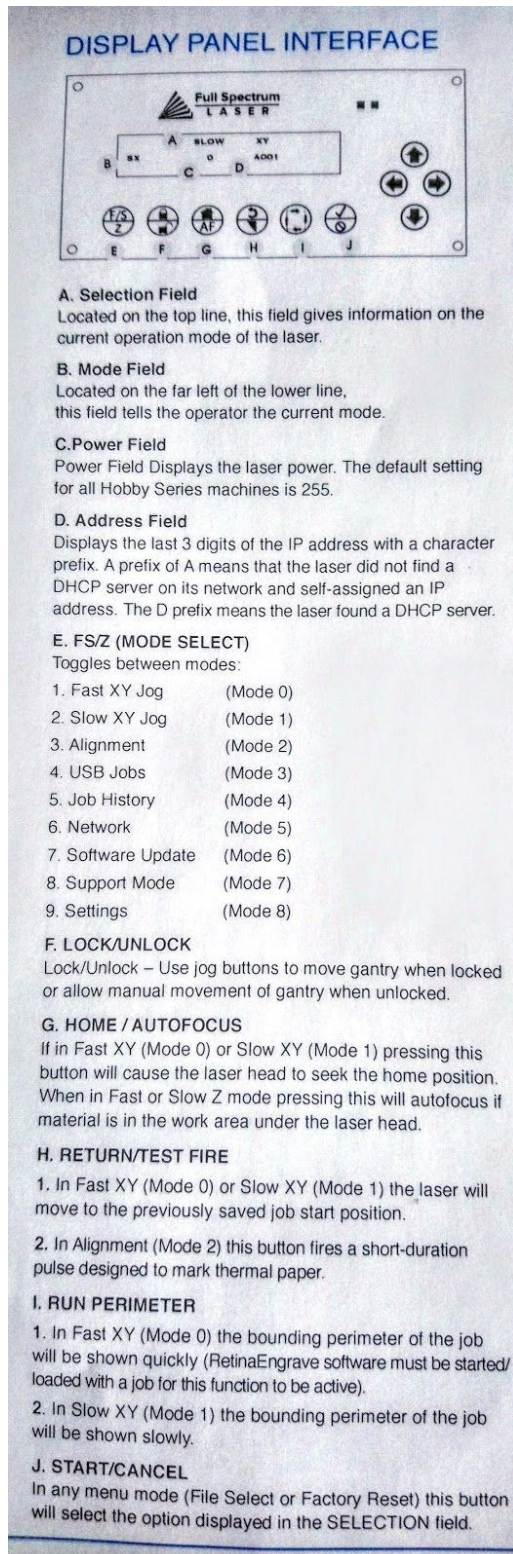 DISPLAY PANEL INTERFACE
Full Spectrum
LASER
A SLOW XY
B SX 0 A001
C D
F/S
Z
AF
E F G H I J
A. Selection Field
Located on the top line, this field gives information on the
current operation mode of the laser.
B. Mode Field
Located on the far left of the lower line,
this field tells the operator the current mode.
C.Power Field
Power Field Displays the laser power. The default setting
for all Hobby Series machines is 255.
D. Address Field
Displays the last 3 digits of the IP address with a character
prefix. A prefix of A means that the laser did not find a
DHCP server on its network and self-assigned an IP
address. The D prefix means the laser found a DHCP server.
E. FS/Z (MODE SELECT)
Toggles between modes:
1. Fast XY Jog (Mode 0)
2. Slow XY Jog (Mode 1)
3. Alignment (Mode 2)
4. USB Jobs (Mode 3)
5. Job History (Mode 4)
6. Network (Mode 5)
7. Software Update (Mode 6)
8. Support Mode (Mode 7)
9. Settings (Mode 8)
F. LOCK/UNLOCK
Lock/Unlock – Use jog buttons to move gantry when locked
or allow manual movement of gantry when unlocked.
G. HOME / AUTOFOCUS
If in Fast XY (Mode 0) or Slow XY (Mode 1) pressing this
button will cause the laser head to seek the home position.
When in Fast or Slow Z mode pressing this will autofocus if
material is in the work area under the laser head.
H. RETURN/TEST FIRE
1. In Fast XY (Mode 0) or Slow XY (Mode 1) the laser will
move to the previously saved job start position.
2. In Alignment (Mode 2) this button fires a short-duration
pulse designed to mark thermal paper.
I. RUN PERIMETER
1. In Fast XY (Mode 0) the bounding perimeter of the job
will be shown quickly (RetinaEngrave software must be started/
loaded with a job for this function to be active).
2. In Slow XY (Mode 1) the bounding perimeter of the job
will be shown slowly.
J. START/CANCEL
In any menu mode (File Select or Factory Reset) this button
will select the option displayed in the SELECTION field.